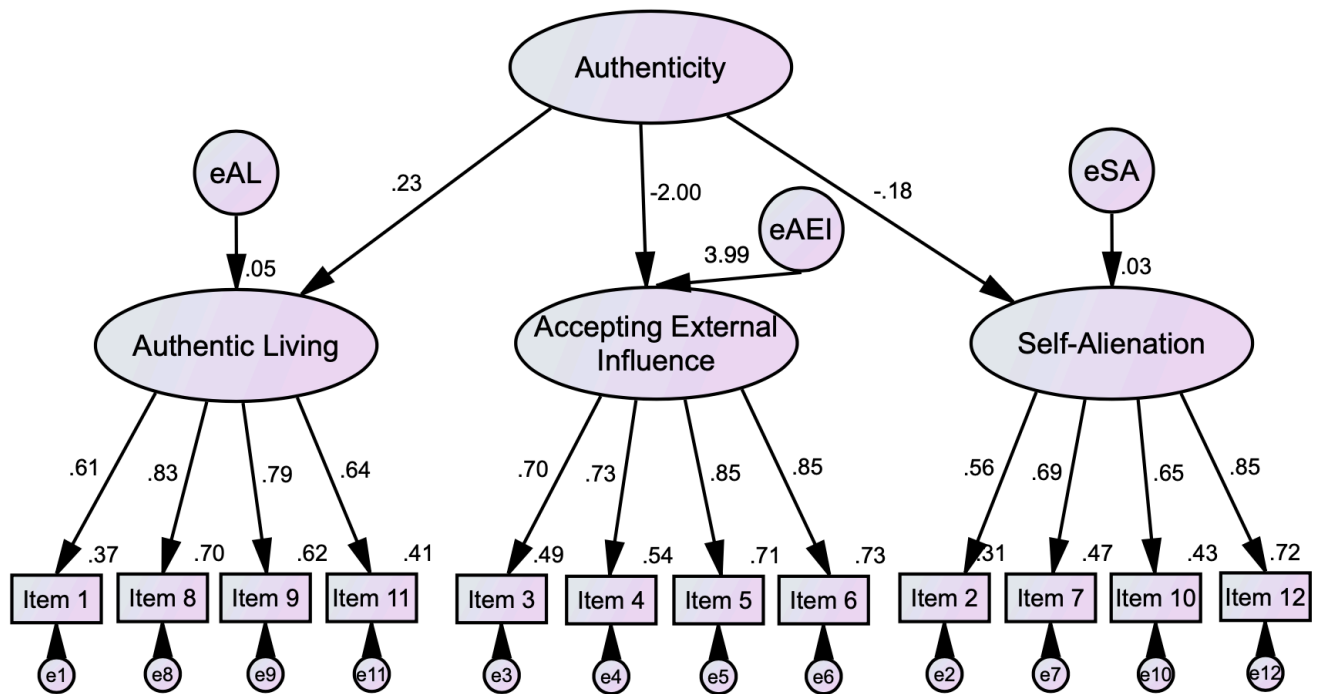 Authenticity
eAL
eSA
.23
-2.00
-.18
eAEI
3.99
.05
.03
Authentic Living
Accepting External
Influence
Self-Alienation
.61
.83
.79
.64
.70
.73
.85
.85
.56
.69
.65
.85
.37
.70
.62
.41
.49
.54
.71
.73
.31
.47
.43
.72
Item 1
Item 8
Item 9
Item 11
Item 3
Item 4
Item 5
Item 6
Item 2
Item 7
Item 10
Item 12
e1
e8
e9
e11
e3
e4
e5
e6
e2
e7
e10
e12